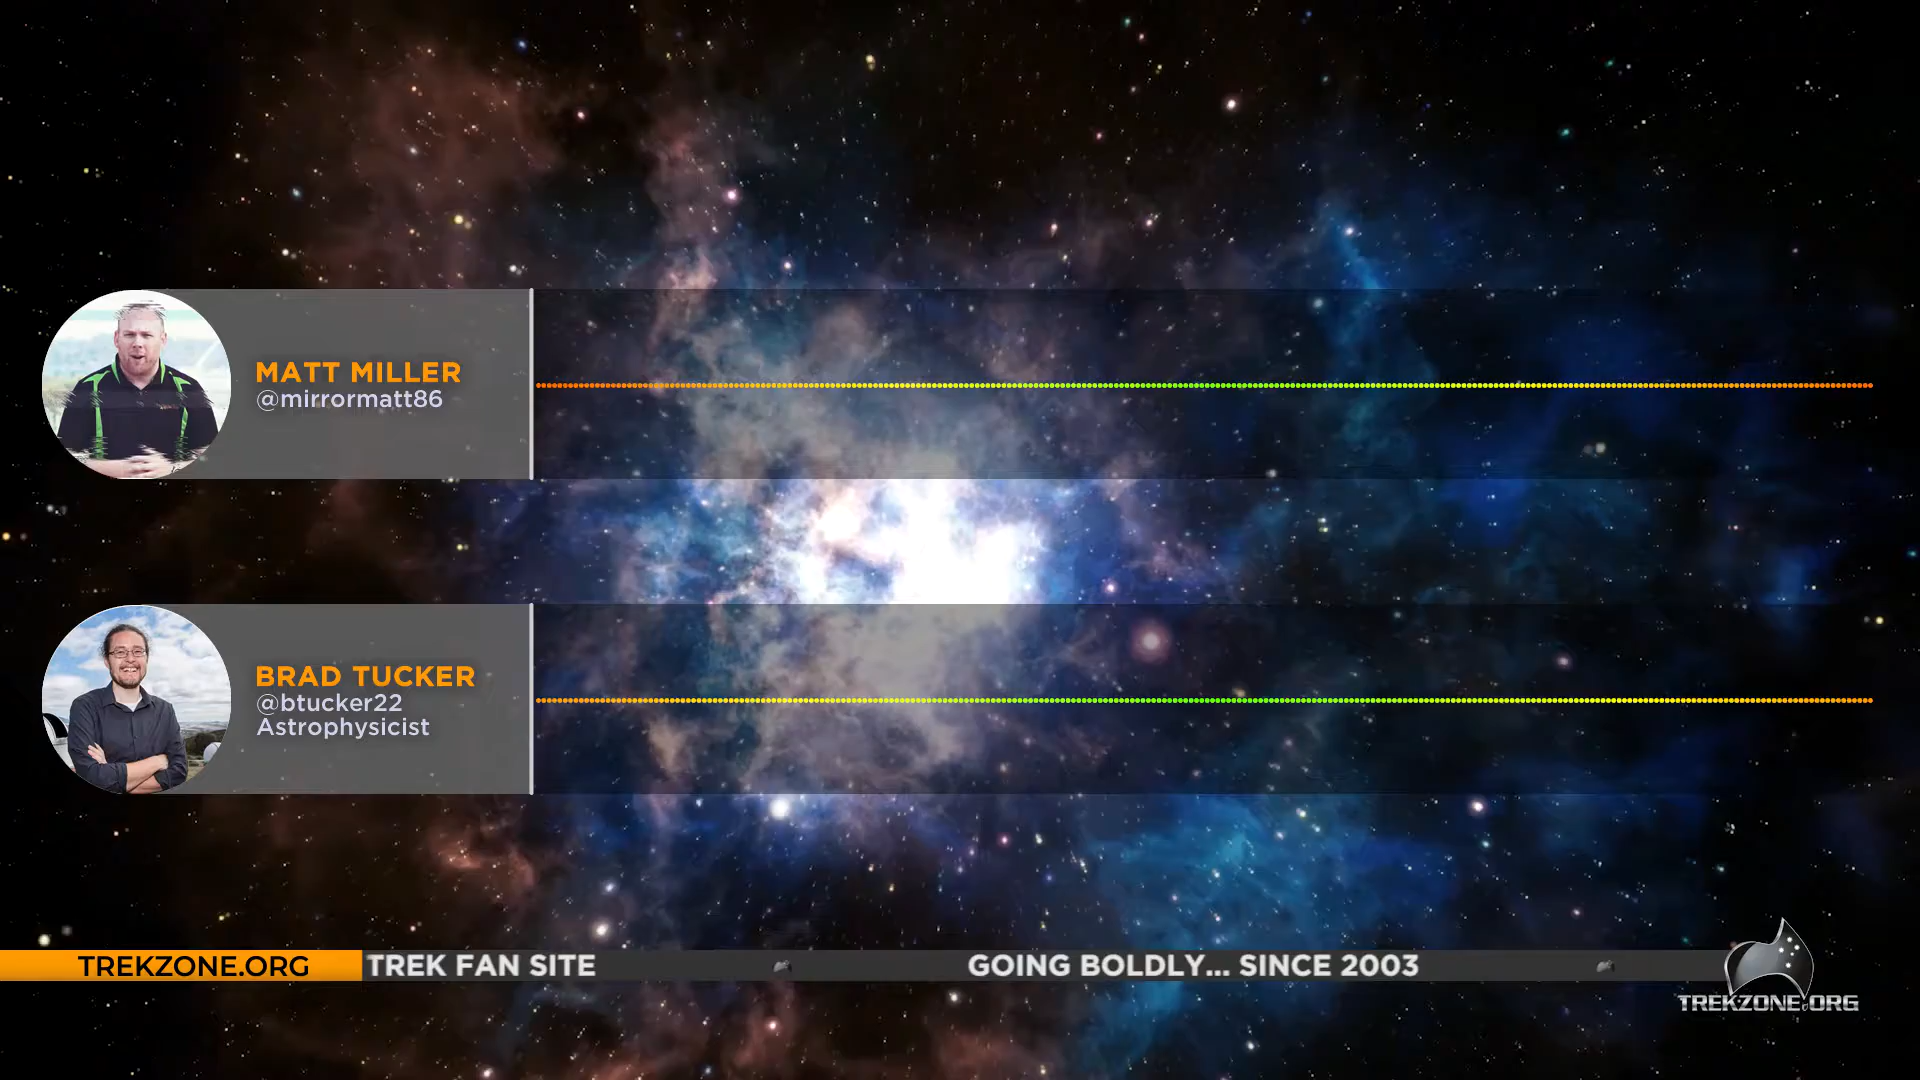 MATT MILLER
@mirrormatt86
BRAD TUCKER
@btucker22
Astrophysicist
TREKZONE.ORG
TREK FAN SITE
GOING BOLDLY... SINCE 2003
TREKZONE.ORG